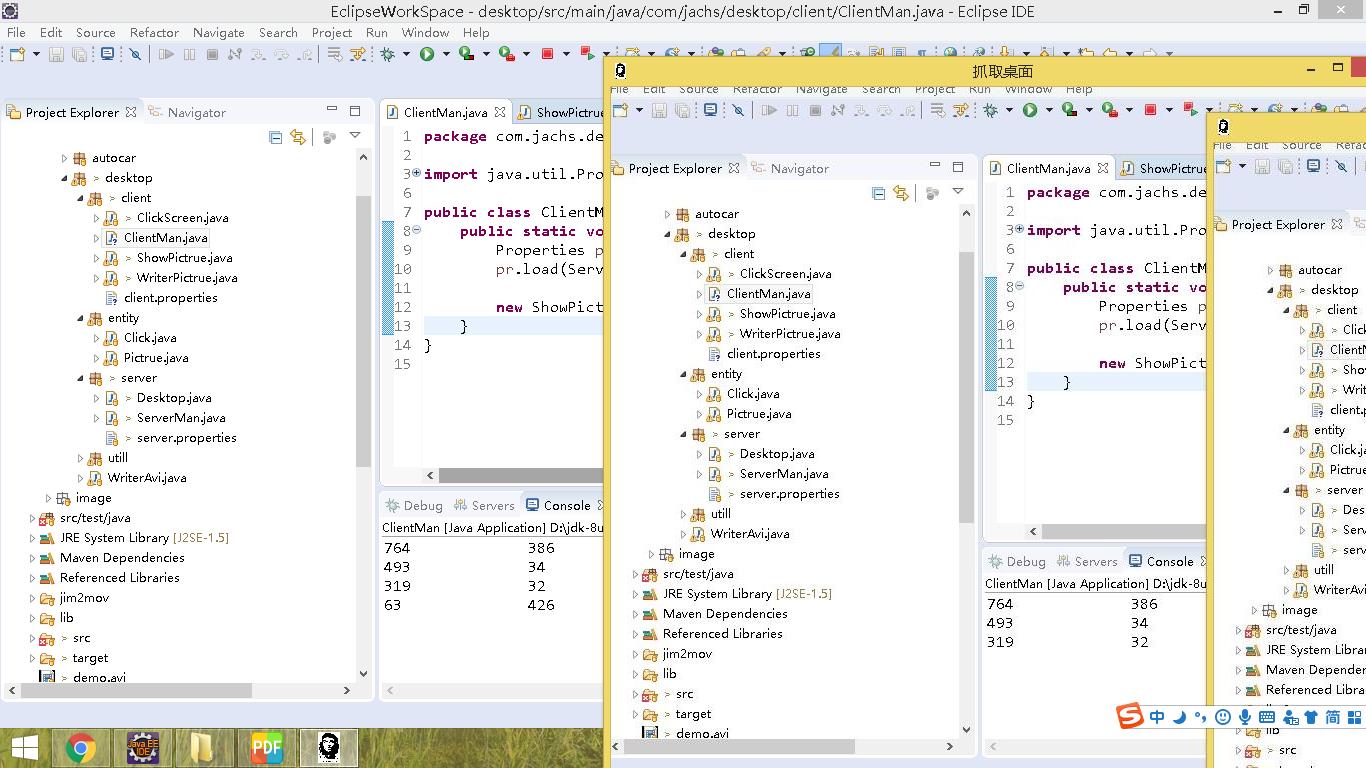 EclipseWorkSpace - desktop/src/main/java/com/jachs/desktop/client/ClientMan.java - Eclipse IDE
File Edit Source Refactor Navigate Search Project Run Window Help
Project Explorer
Navigator
autocar
> desktop
> client
> ClickScreen.java
ClientMan.java
> ShowPictrue.java
> WriterPictrue.java
client.properties
entity
Click.java
Pictrue.java
> server
> Desktop.java
> ServerMan.java
> server.properties
utill
WriterAvi.java
image
src/test/java
JRE System Library [J2SE-1.5]
Maven Dependencies
Referenced Libraries
jim2mov
lib
> src
> target
> demo.avi
ClientMan.java
ShowPictru
1 package com.jachs.de
2
3 import java.util.Pro
7 public class ClientM
8 public static vo
9 Properties p
10 pr.load(Serv
11
12 new ShowPict
13 }
14 }
15
Debug Servers Console
ClientMan [Java Application] D:\jdk-8u
764 386
493 34
319 32
63 426
Java EE
IDE
PDF
抓取桌面
File Edit Source Refactor Navigate Search Project Run Window Help
Project Explorer
Navigator
autocar
> desktop
> client
> ClickScreen.java
ClientMan.java
> ShowPictrue.java
> WriterPictrue.java
client.properties
entity
Click.java
Pictrue.java
> server
> Desktop.java
> ServerMan.java
> server.properties
utill
WriterAvi.java
image
src/test/java
JRE System Library [J2SE-1.5]
Maven Dependencies
Referenced Libraries
jim2mov
lib
> src
> target
> demo.avi
ClientMan.java
ShowPictru
1 package com.jachs.de
2
3 import java.util.Pro
7 public class ClientM
8 public static vo
9 Properties p
10 pr.load(Serv
11
12 new ShowPict
13 }
14 }
15
Debug Servers Console
ClientMan [Java Application] D:\jdk-8u
764 386
493 34
319 32
File Edit Source Refac
Project Explorer
autocar
> desktop
> client
> Click
ClientM
> Show
> Writ
client.p
entity
Click.ja
Pictrue
> server
> Des
> Serv
> serv
utill
WriterAvi
image
src/test/java
JRE System Librar
Maven Depender
Referenced Librar
中 简
lib
> src